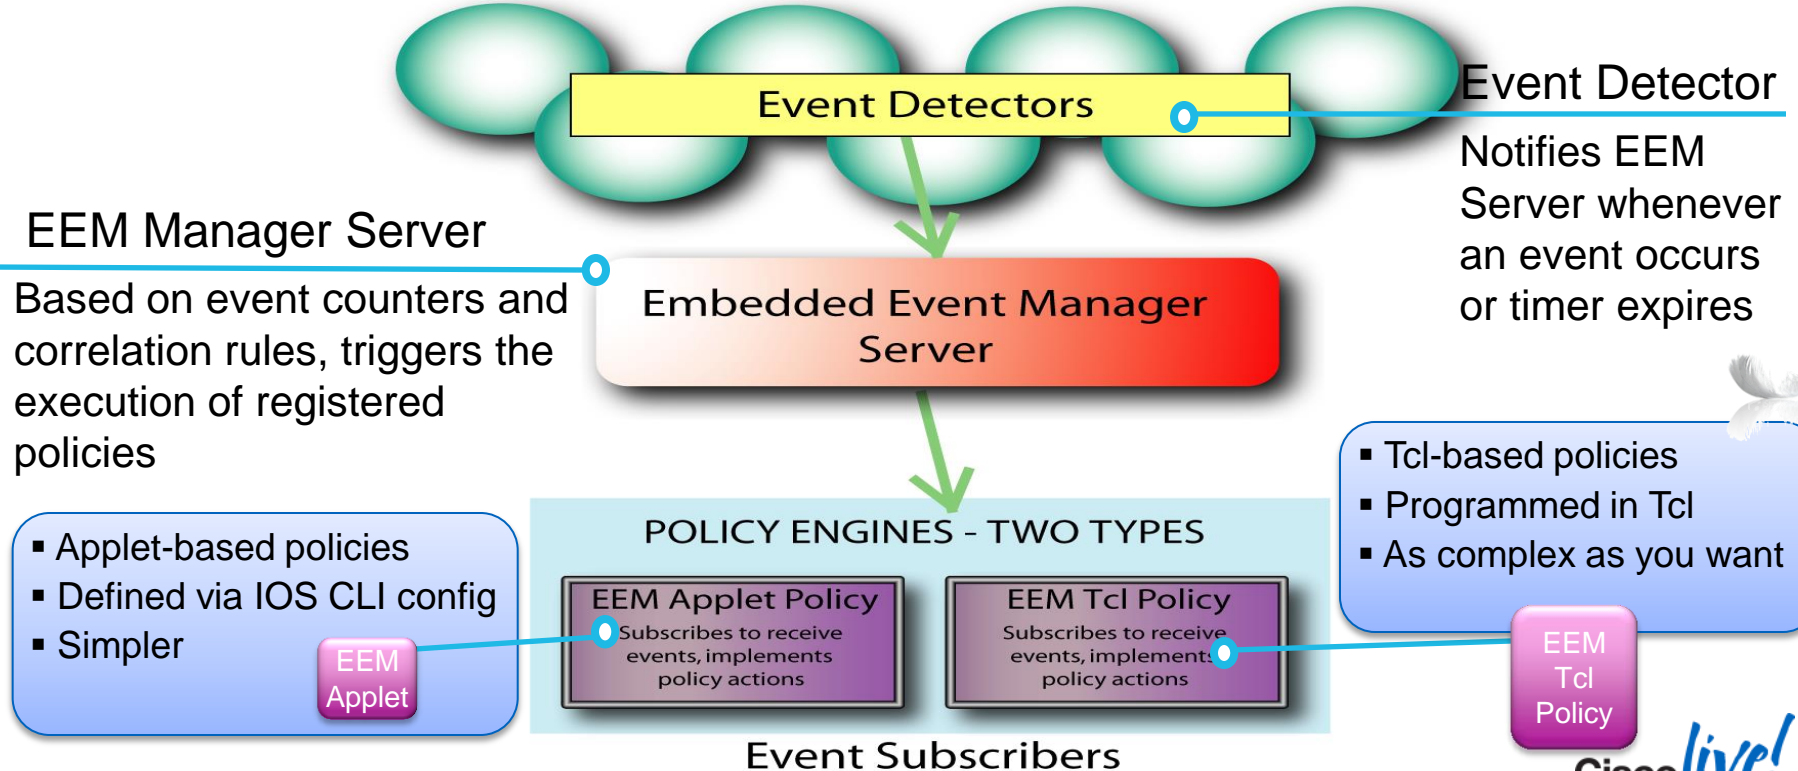 Event Detectors
Event Detector
Notifies EEM
Server whenever
an event occurs
or timer expires
EEM Manager Server
Based on event counters and
correlation rules, triggers the
execution of registered
policies
Embedded Event Manager
Server
▪ Applet-based policies
▪ Defined via IOS CLI config
▪ Simpler
EEM
Applet
POLICY ENGINES - TWO TYPES
EEM Applet Policy
Subscribes to receive
events, implements
policy actions
EEM Tcl Policy
Subscribes to receive
events, implements
policy actions
▪ Tcl-based policies
▪ Programmed in Tcl
▪ As complex as you want
EEM
Tcl
Policy
Event Subscribers
Cisco live!